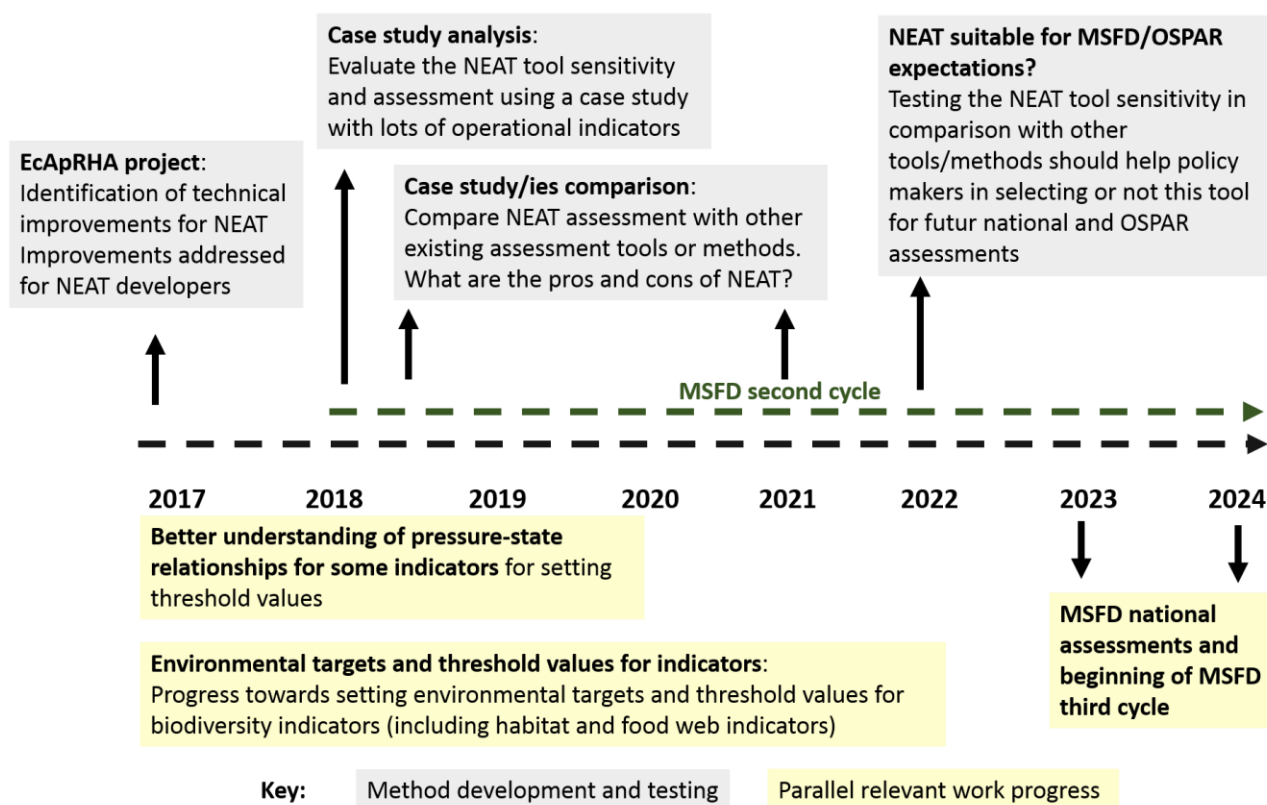 Case study analysis:
Evaluate the NEAT tool sensitivity
and assessment using a case study
with lots of operational indicators
NEAT suitable for MSFD/OSPAR
expectations?
Testing the NEAT tool sensitivity in
comparison with other
tools/methods should help policy
makers in selecting or not this tool
for futur national and OSPAR
assessments
EcApRHA project:
Identification of technical
improvements for NEAT
Improvements addressed
for NEAT developers
Case study/ies comparison:
Compare NEAT assessment with other
existing assessment tools or methods.
What are the pros and cons of NEAT?
MSFD second cycle
2017 2018 2019 2020 2021 2022 2023 2024
Better understanding of pressure-state
relationships for some indicators for setting
threshold values
Environmental targets and threshold values for indicators:
Progress towards setting environmental targets and threshold values for
biodiversity indicators (including habitat and food web indicators)
MSFD national
assessments and
beginning of MSFD
third cycle
Key: Method development and testing Parallel relevant work progress